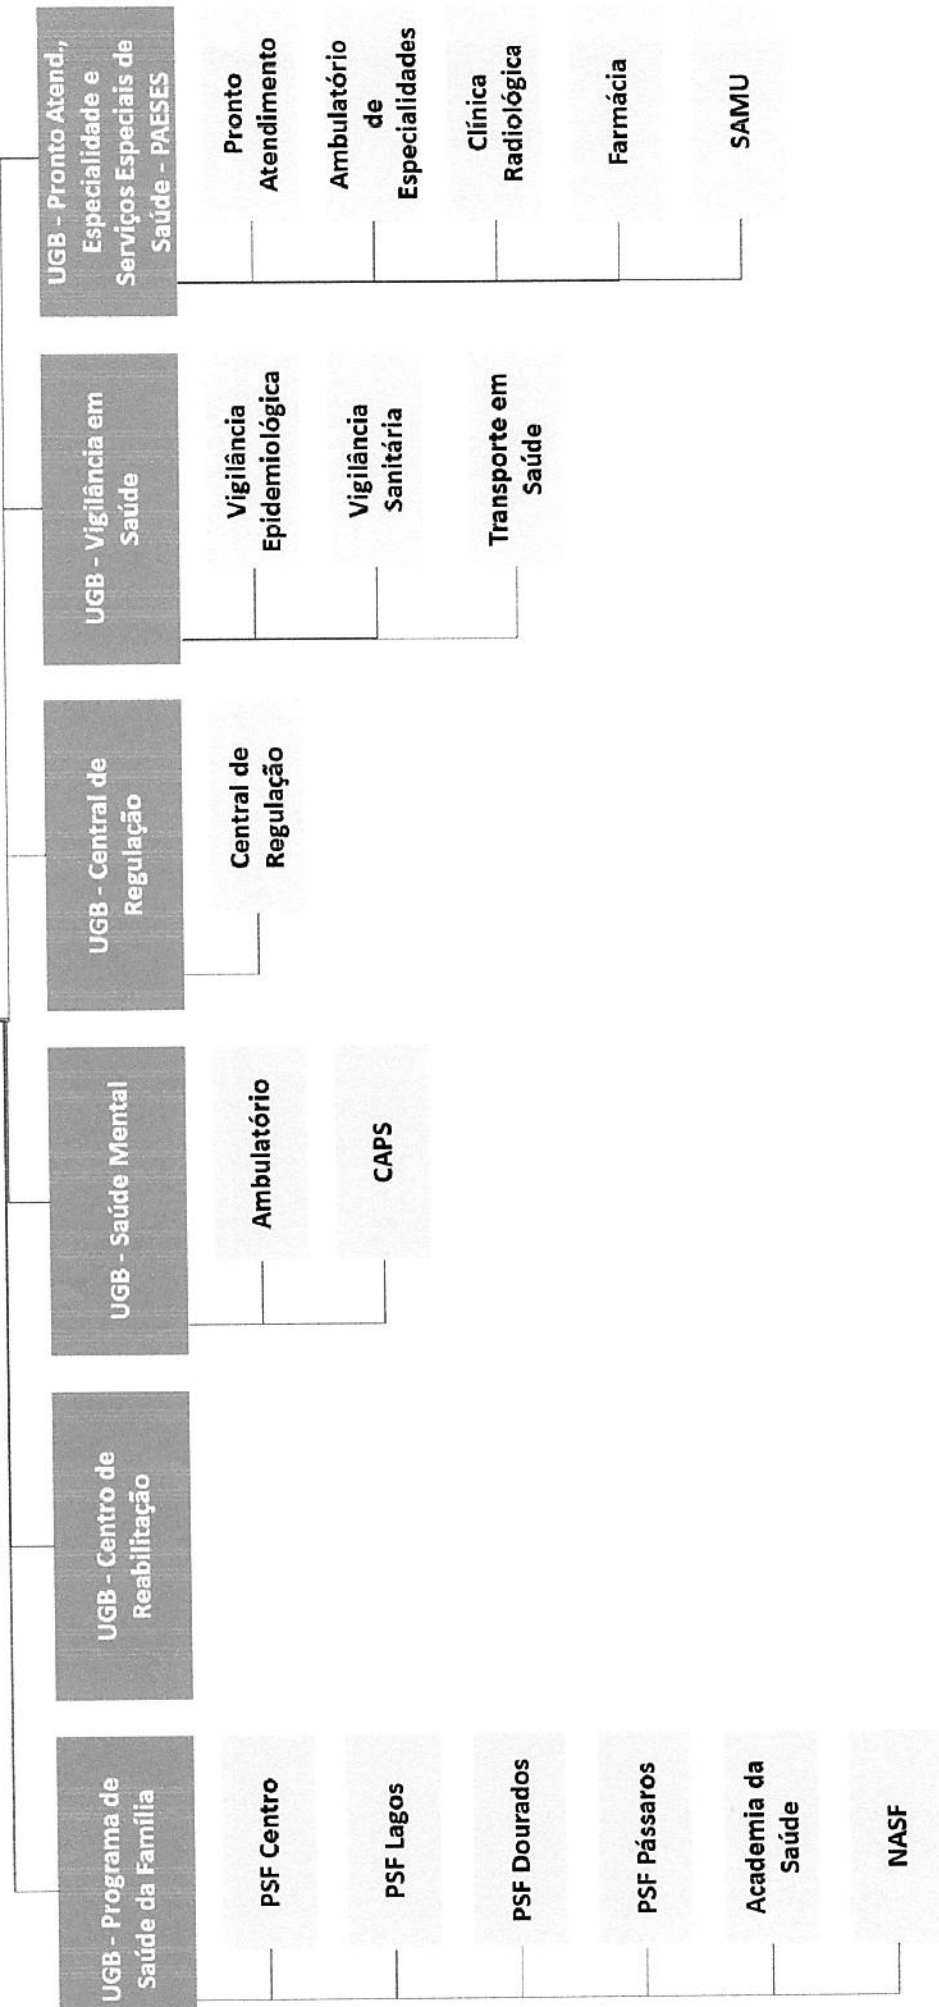 UGB - Programa de
Saúde da Família
PSF Centro
PSF Lagos
PSF Dourados
PSF Pássaros
Academia da
Saúde
NASF
UGB - Centro de
Reabilitação
UGB - Saúde Mental
Ambulatório
CAPS
UGB - Central de
Regulação
Central de
Regulação
UGB - Vigilância em
Saúde
Vigilância
Epidemiológica
Vigilância
Sanitária
Transporte em
Saúde
UGB - Pronto Atend.,
Especialidade e
Serviços Especiais de
Saúde - PAESES
Pronto
Atendimento
Ambulatório
de
Especialidades
Clínica
Radiológica
Farmácia
SAMU